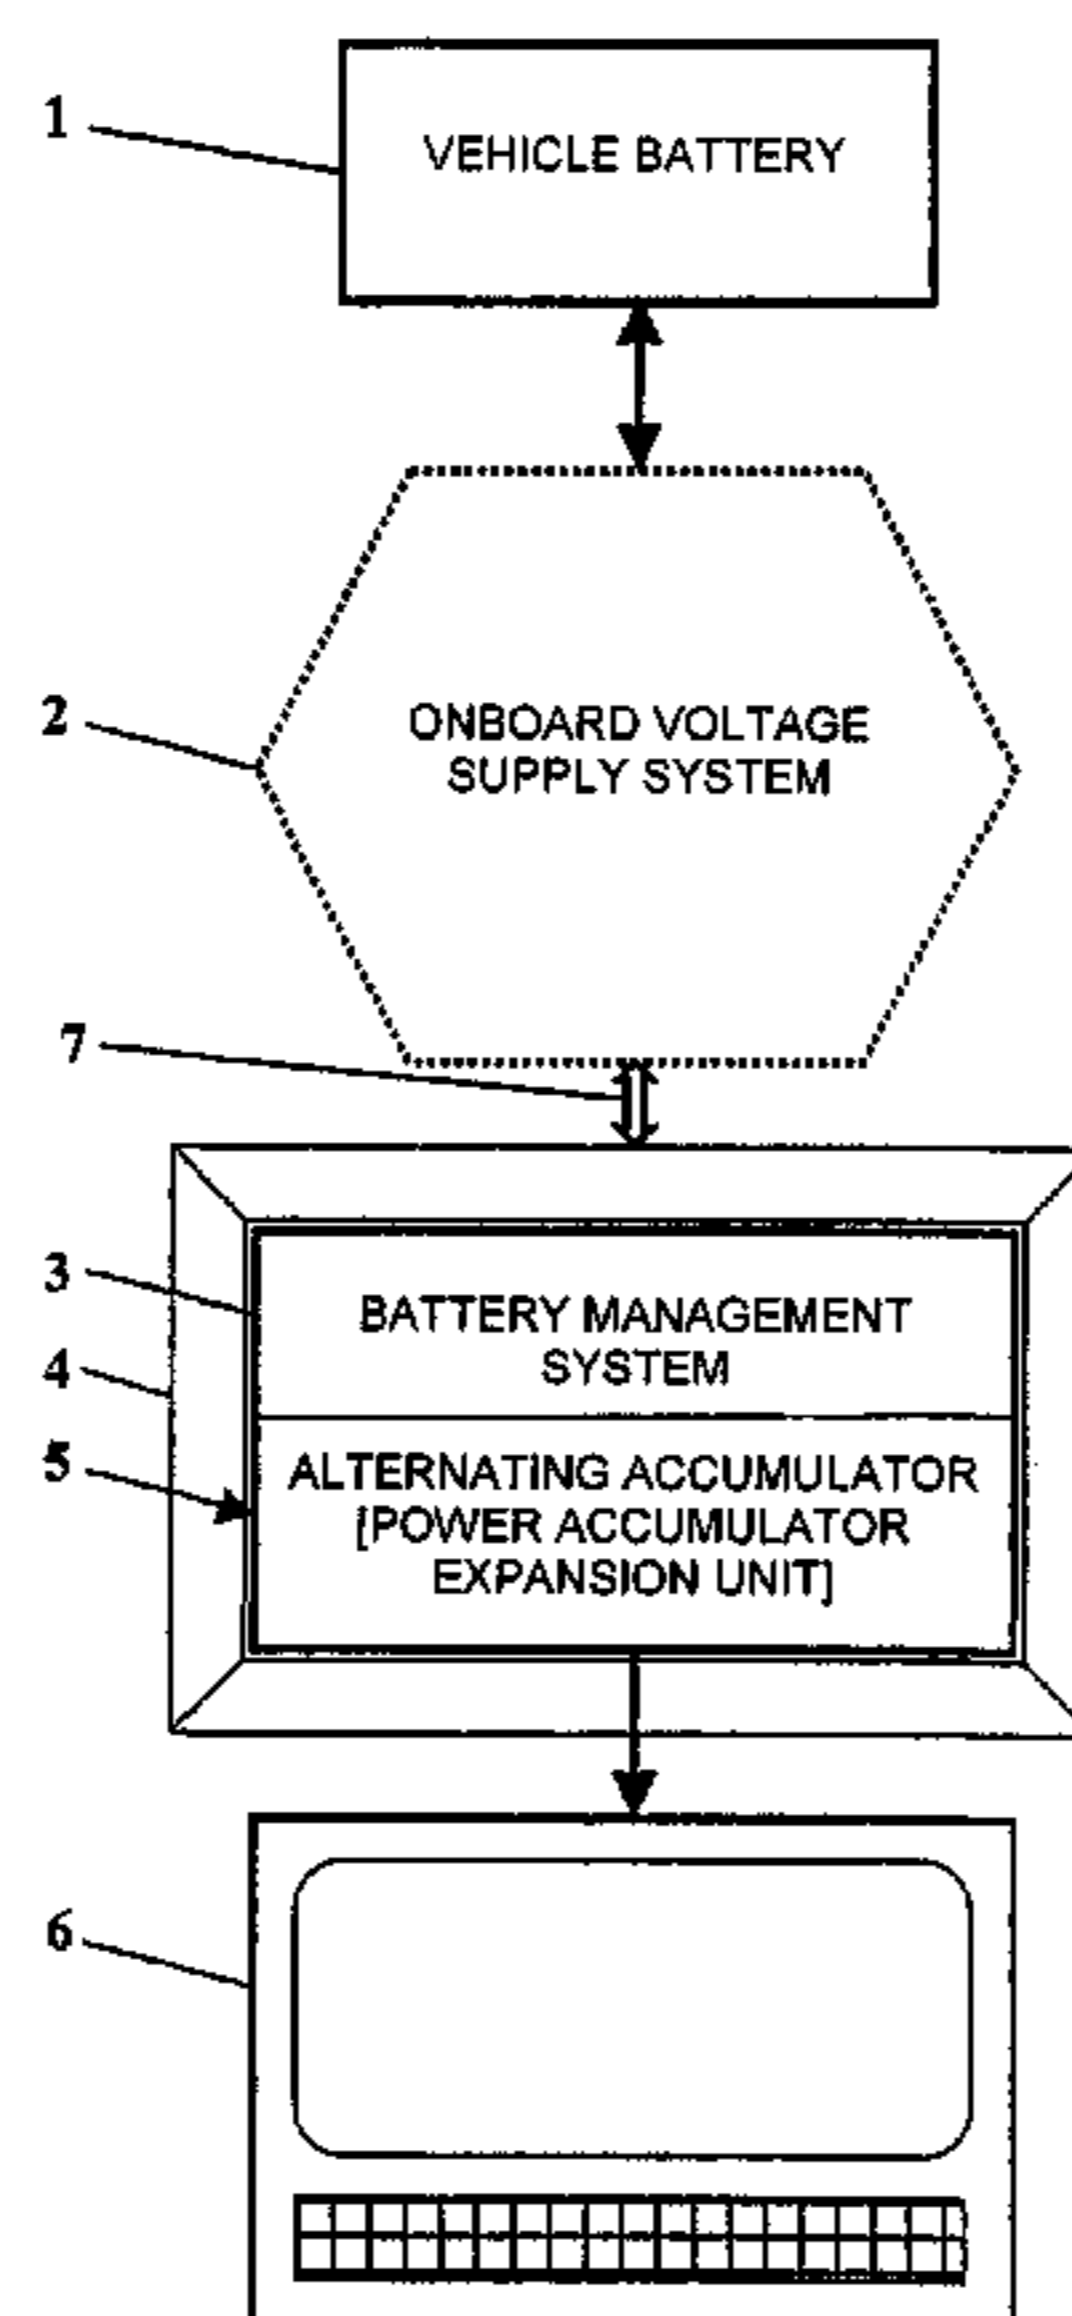 1
VEHICLE BATTERY
2
ONBOARD VOLTAGE
SUPPLY SYSTEM
7
3
BATTERY MANAGEMENT
SYSTEM
4
5
ALTERNATING ACCUMULATOR
[POWER ACCUMULATOR
EXPANSION UNIT]
6